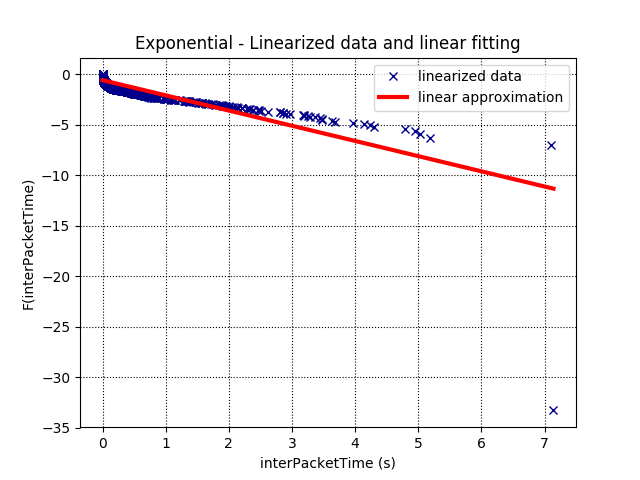 Exponential - Linearized data and linear fitting
linearized data
linear approximation
F(interPacketTime)
0
−5
−10
−15
−20
−25
−30
−35
0 1 2 3 4 5 6 7
interPacketTime (s)